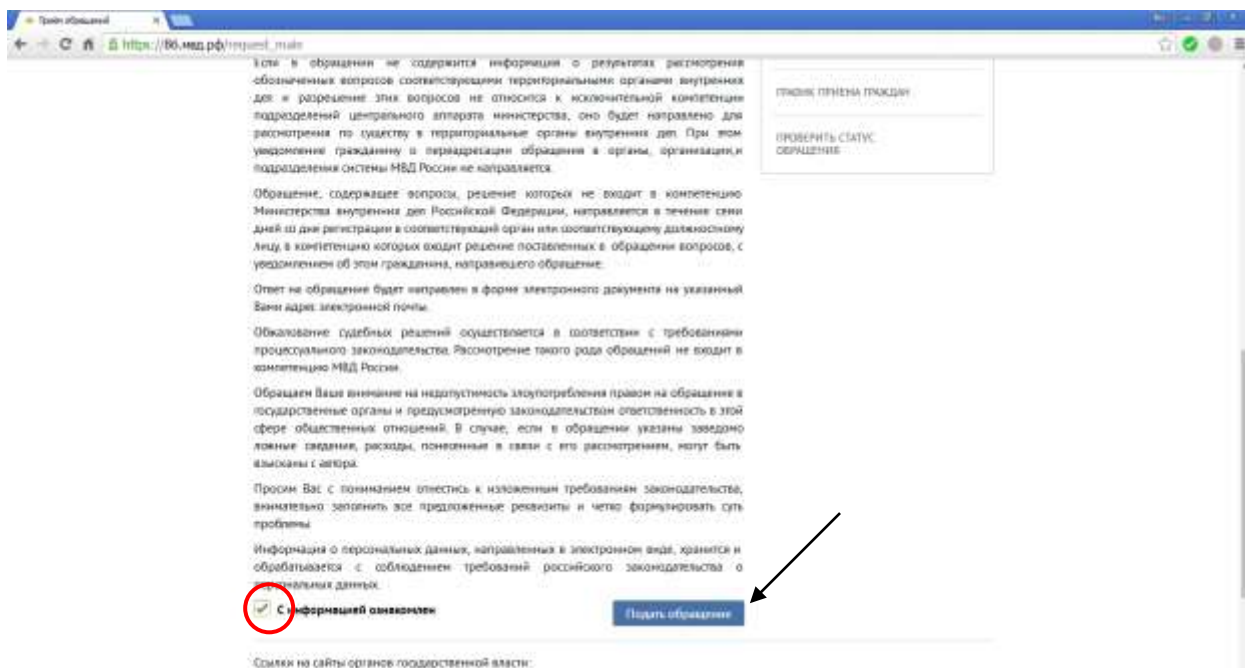 Приём обращений
https://86.мвд.рф/request_main
Если в обращении не содержится информация о результатах рассмотрения
обозначенных вопросов соответствующими территориальными органами внутренних
дел и разрешение этих вопросов не относится к исключительной компетенции
подразделений центрального аппарата министерства, оно будет направлено для
рассмотрения по существу в территориальные органы внутренних дел. При этом
уведомление гражданину о переадресации обращения в органы, организации,и
подразделения системы МВД России не направляется.
ГРАФИК ПРИЕМА ГРАЖДАН
ПРОВЕРИТЬ СТАТУС
ОБРАЩЕНИЯ
Обращение, содержащее вопросы, решение которых не входит в компетенцию
Министерства внутренних дел Российской Федерации, направляется в течение семи
дней со дня регистрации в соответствующий орган или соответствующему должностному
лицу, в компетенцию которых входит решение поставленных в обращении вопросов, с
уведомлением об этом гражданина, направившего обращение.
Ответ на обращение будет направлен в форме электронного документа на указанный
Вами адрес электронной почты.
Обжалование судебных решений осуществляется в соответствии с требованиями
процессуального законодательства. Рассмотрение такого рода обращений не входит в
компетенцию МВД России.
Обращаем Ваше внимание на недопустимость злоупотребления правом на обращение в
государственные органы и предусмотренную законодательством ответственность в этой
сфере общественных отношений. В случае, если в обращении указаны заведомо
ложные сведения, расходы, понесенные в связи с его рассмотрением, могут быть
взысканы с автора.
Просим Вас с пониманием отнестись к изложенным требованиям законодательства,
внимательно заполнить все предложенные реквизиты и четко формулировать суть
проблемы.
Информация о персональных данных, направленных в электронном виде, хранится и
обрабатывается с соблюдением требований российского законодательства о
персональных данных.
С информацией ознакомлен
Подать обращение
Ссылки на сайты органов государственной власти: